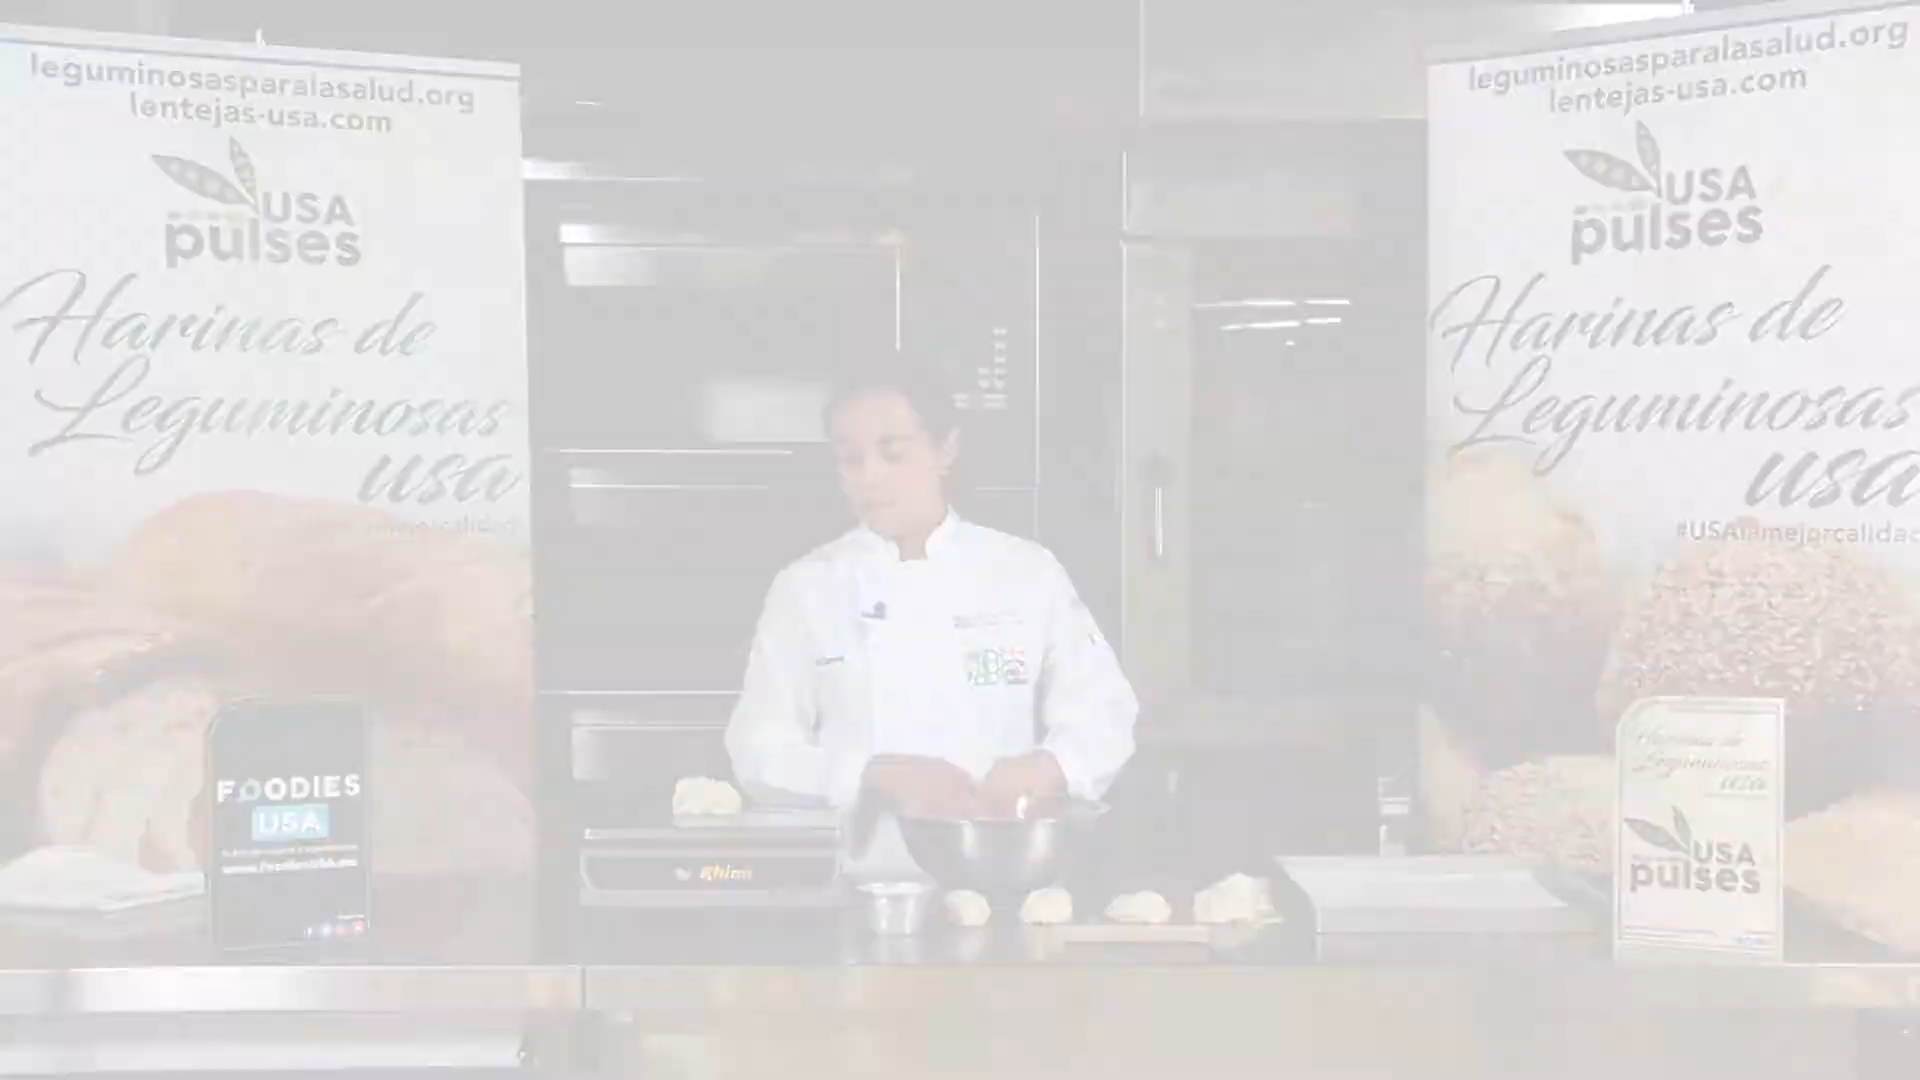 leguminosasparalasalud.org
lentejas-usa.com
USA
pulses
Harinas de
Leguminosas
usa
leguminosasparalasalud.org
lentejas-usa.com
USA
pulses
Harinas de
Leguminosas
usa
#USAlamejorcalidad
FOODIES
USA
Rhino
Harinas de
Leguminosas
usa
USA
pulses